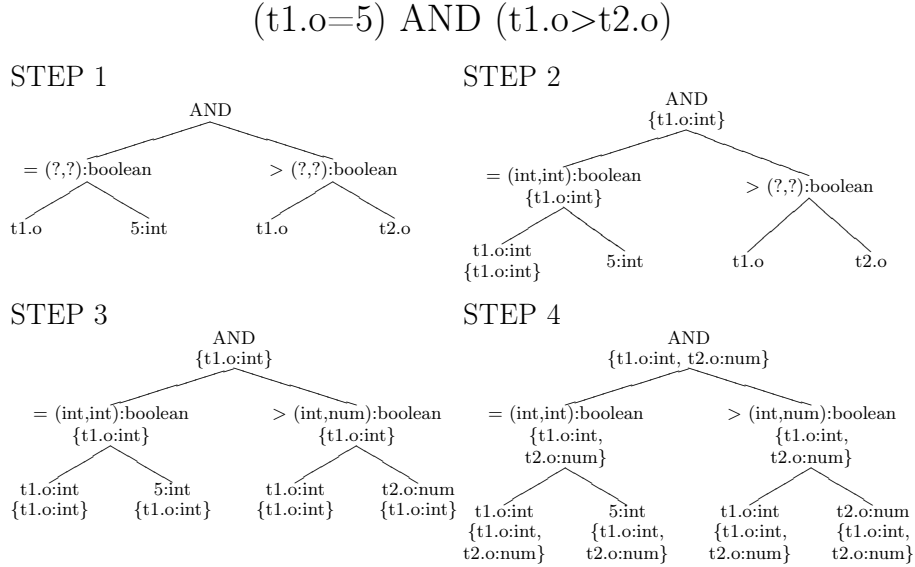 (t1.o=5) AND (t1.o>t2.o)
STEP 1
AND
= (?,?):boolean > (?,?):boolean
t1.o 5:int t1.o t2.o
STEP 2
AND
{t1.o:int}
= (int,int):boolean > (?,?):boolean
{t1.o:int}
t1.o:int 5:int t1.o t2.o
{t1.o:int}
STEP 3
AND
{t1.o:int}
= (int,int):boolean > (int,num):boolean
{t1.o:int} {t1.o:int}
t1.o:int 5:int t1.o:int t2.o:num
{t1.o:int} {t1.o:int} {t1.o:int} {t1.o:int}
STEP 4
AND
{t1.o:int, t2.o:num}
= (int,int):boolean > (int,num):boolean
{t1.o:int, {t1.o:int,
t2.o:num} t2.o:num}
t1.o:int 5:int t1.o:int t2.o:num
{t1.o:int, {t1.o:int, {t1.o:int, {t1.o:int,
t2.o:num} t2.o:num} t2.o:num} t2.o:num}